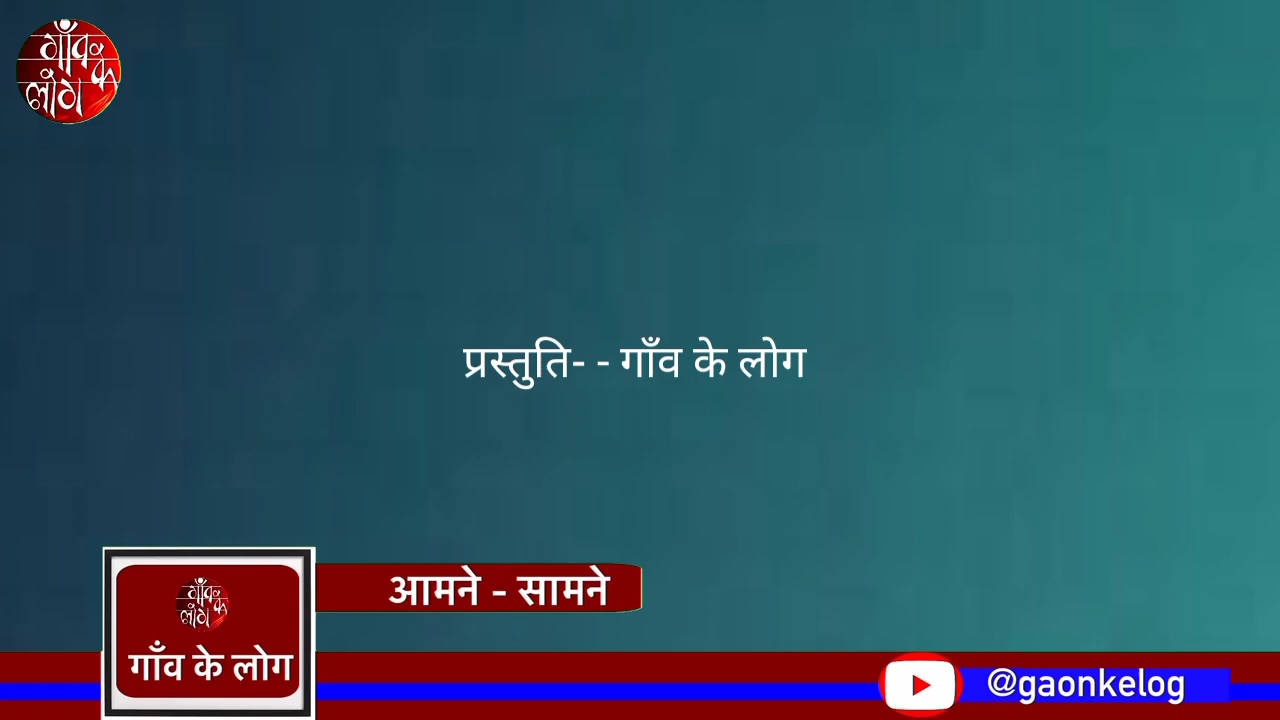 गाँव के
लोग
प्रस्तुति- - गाँव के लोग
आमने - सामने
गाँव के
लोग
गाँव के लोग
@gaonkelog